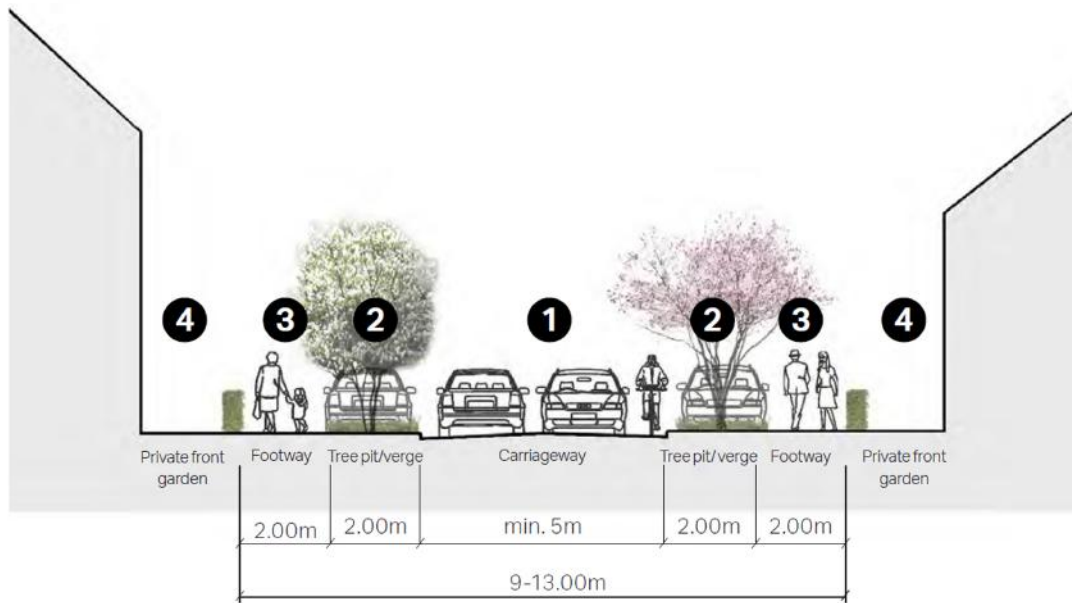 4 3 2 1 2 3 4
Private front Footway Tree pit/verge Carriageway Tree pit/verge Footway Private front
garden garden
2.00m 2.00m min. 5m 2.00m 2.00m
9-13.00m